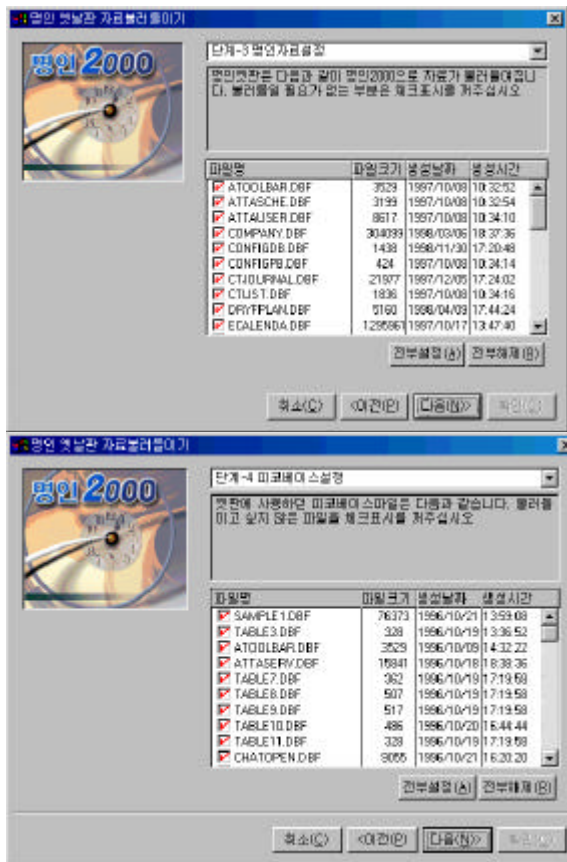 명인 옛날판 자료불러들이기
명인 2000
단계-3 명인자료설정
명인옛판은 다음과 같이 명인2000으로 자료가 불러들여집니
다. 불러들일 필요가 없는 부분은 체크표시를 꺼주십시오
파일명 파일크기 생성날짜 생성시간
ATOOLBAR.DBF 3529 1997/10/08 10:32:52
ATTASCHE.DBF 3199 1997/10/08 10:32:54
ATTAUSER.DBF 8617 1997/10/08 10:34:10
COMPANY.DBF 304099 1998/03/06 18:37:36
CONFIGDB.DBF 1438 1998/11/30 17:20:48
CONFIGPB.DBF 424 1997/10/08 10:34:14
CTJOURNAL.DBF 21977 1997/12/05 17:24:02
CTLIST.DBF 1836 1997/10/08 10:34:16
DRYFPLAN.DBF 5160 1998/04/09 17:44:24
ECALENDA.DBF 1295961 1997/10/17 13:47:40
전부설정(A) 전부해제(R)
취소(C) <이전(P) 다음(N)> 확인(O)
명인 옛날판 자료불러들이기
명인 2000
단계-4 피코베이스설정
옛판에 사용하던 피코베이스파일은 다음과 같습니다. 불러들
이고 싶지 않은 파일을 체크표시를 꺼주십시오
파일명 파일크기 생성날짜 생성시간
SAMPLE1.DBF 76373 1996/10/21 13:59:08
TABLE3.DBF 328 1996/10/19 13:36:52
ATOOLBAR.DBF 3529 1996/10/09 14:32:22
ATTASERV.DBF 15841 1996/10/18 18:38:36
TABLE7.DBF 362 1996/10/19 17:19:58
TABLE8.DBF 507 1996/10/19 17:19:58
TABLE9.DBF 517 1996/10/19 17:19:58
TABLE10.DBF 486 1996/10/20 16:44:44
TABLE11.DBF 328 1996/10/19 17:19:58
CHATOPEN.DBF 9055 1996/10/21 16:20:20
전부설정(A) 전부해제(R)
취소(C) <이전(P) 다음(N)>